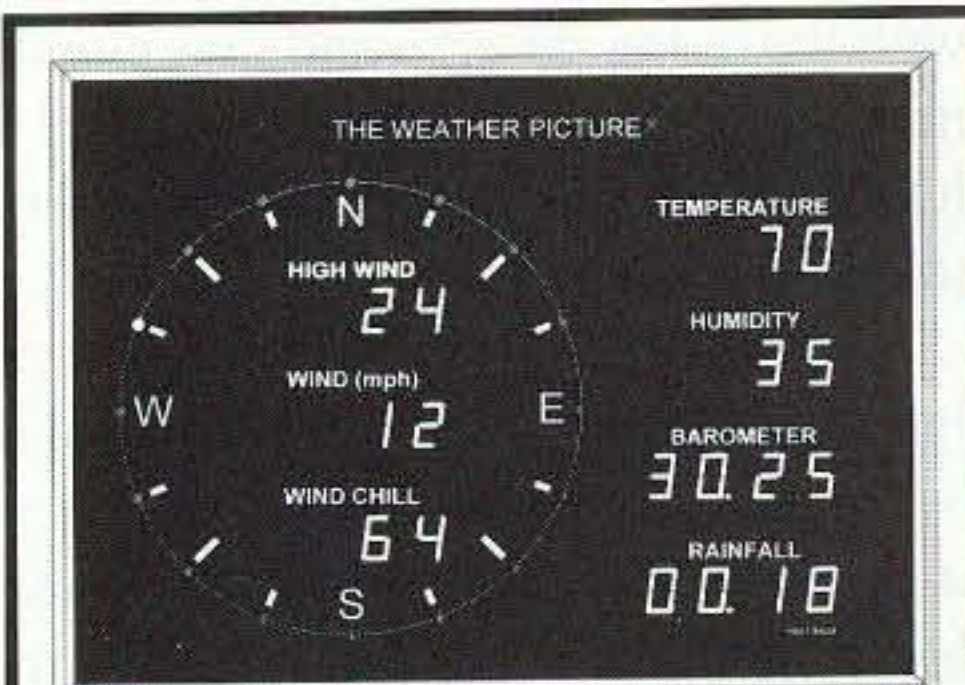 THE WEATHER PICTURE
N
HIGH WIND
24
WIND (mph)
12
W
E
WIND CHILL
64
S
TEMPERATURE
70
HUMIDITY
35
BAROMETER
30.25
RAINFALL
00.18